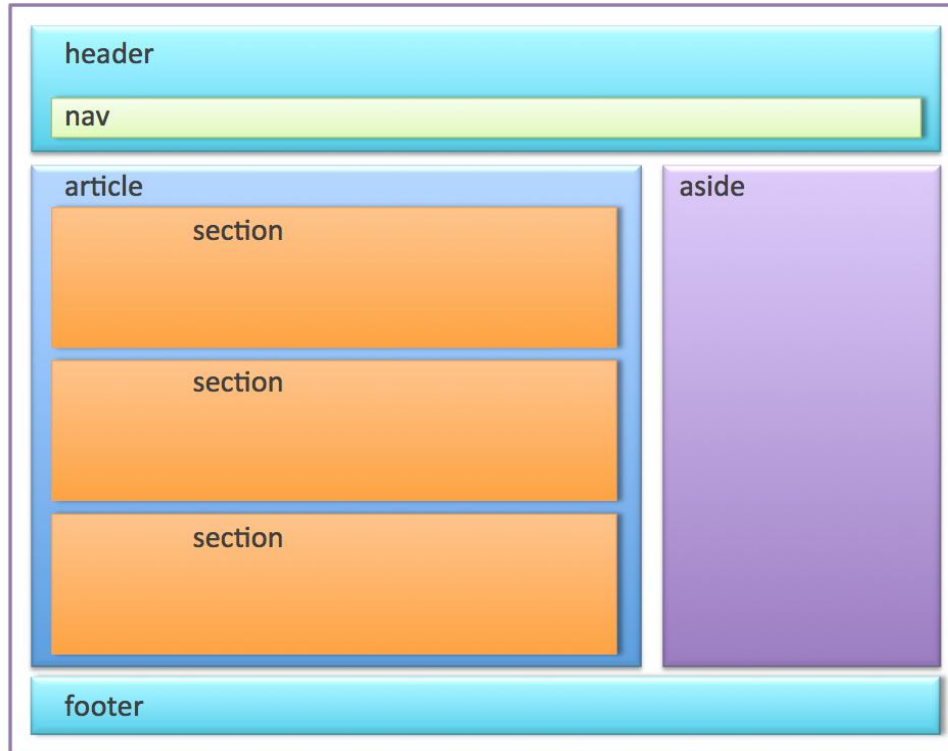 header
nav
article
section
section
section
aside
footer